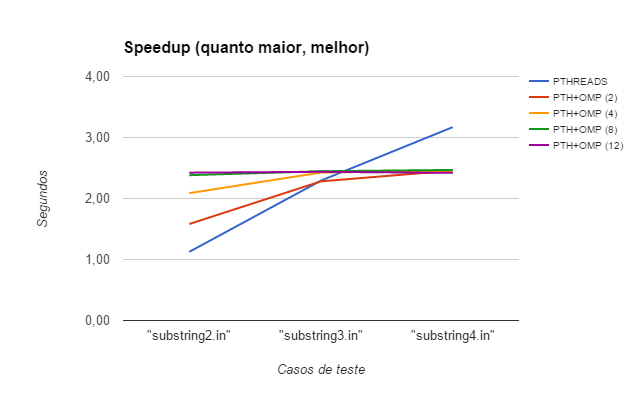 Speedup (quanto maior, melhor)
4,00
3,00
2,00
1,00
0,00
Segundos
"substring2.in"
"substring3.in"
"substring4.in"
Casos de teste
PTHREADS
PTH+OMP (2)
PTH+OMP (4)
PTH+OMP (8)
PTH+OMP (12)